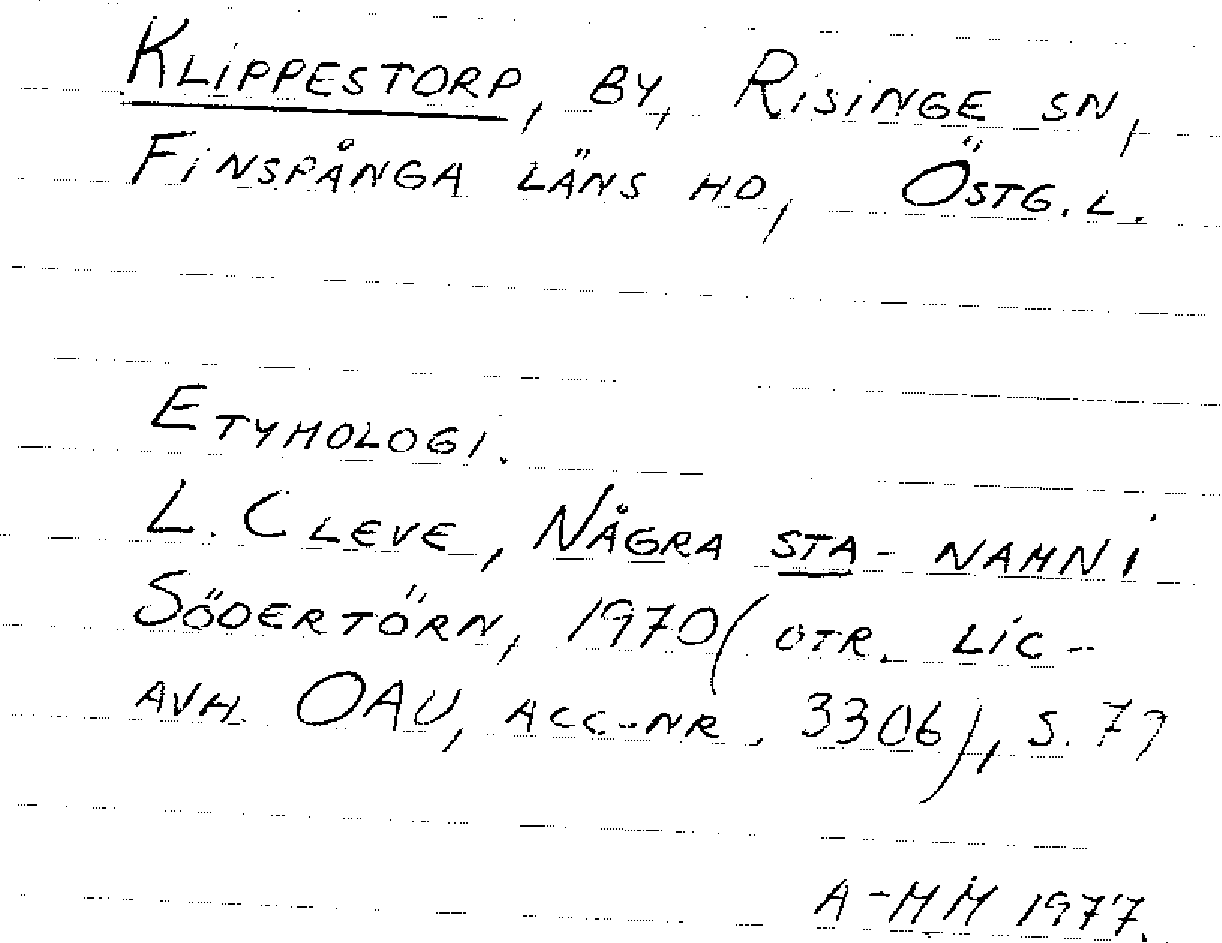 KLIPPESTORP, BY, RISINGE SN,
FINSPÅNGA LÄNS HD, ÖSTG. L.
ETYMOLOGI.
L. CLEVE, NÅGRA STA- NAMN I
SÖDERTÖRN, 1970 (OTR. LIC-
AVH. OAU, ACC-NR. 3306), S. 77
A-MM 1977.